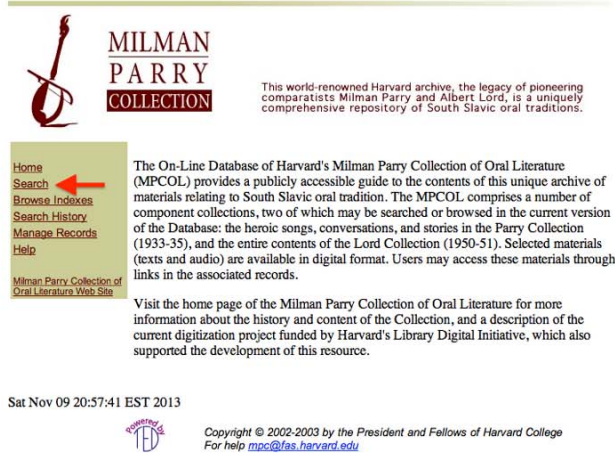 MILMAN
PARRY
COLLECTION
This world-renowned Harvard archive, the legacy of pioneering
comparatists Milman Parry and Albert Lord, is a uniquely
comprehensive repository of South Slavic oral traditions.
Home
Search
Browse Indexes
Search History
Manage Records
Help
Milman Parry Collection of
Oral Literature Web Site
The On-Line Database of Harvard's Milman Parry Collection of Oral Literature
(MPCOL) provides a publicly accessible guide to the contents of this unique archive of
materials relating to South Slavic oral tradition. The MPCOL comprises a number of
component collections, two of which may be searched or browsed in the current version
of the Database: the heroic songs, conversations, and stories in the Parry Collection
(1933-35), and the entire contents of the Lord Collection (1950-51). Selected materials
(texts and audio) are available in digital format. Users may access these materials through
links in the associated records.
Visit the home page of the Milman Parry Collection of Oral Literature for more
information about the history and content of the Collection, and a description of the
current digitization project funded by Harvard's Library Digital Initiative, which also
supported the development of this resource.
Sat Nov 09 20:57:41 EST 2013
Powered by
TED
Copyright © 2002-2003 by the President and Fellows of Harvard College
For help mpc@fas.harvard.edu